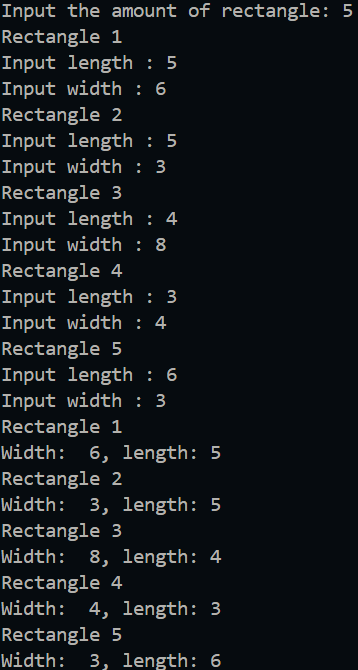 Input the amount of rectangle: 5
Rectangle 1
Input length : 5
Input width : 6
Rectangle 2
Input length : 5
Input width : 3
Rectangle 3
Input length : 4
Input width : 8
Rectangle 4
Input length : 3
Input width : 4
Rectangle 5
Input length : 6
Input width : 3
Rectangle 1
Width:  6, length: 5
Rectangle 2
Width:  3, length: 5
Rectangle 3
Width:  8, length: 4
Rectangle 4
Width:  4, length: 3
Rectangle 5
Width:  3, length: 6